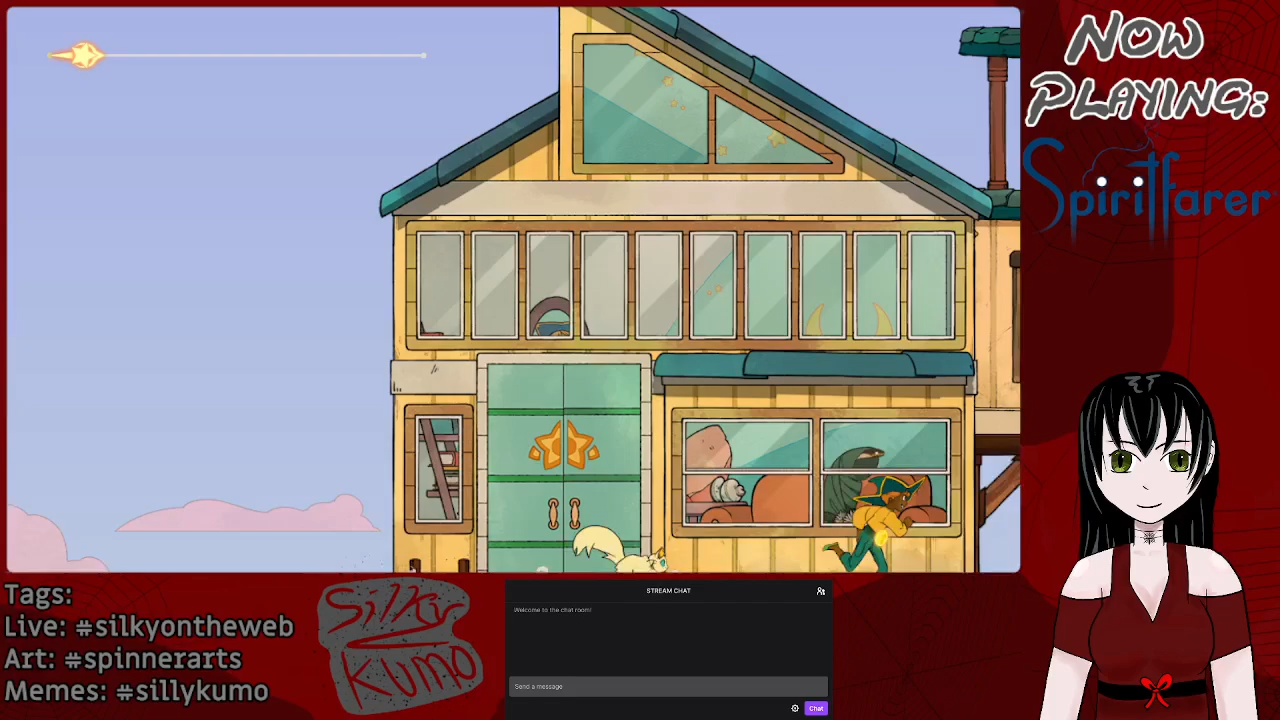 NOW
PLAYING:
Spiritfarer
Tags:
Live: #silkyontheweb
Art: #spinnerarts
Memes: #sillykumo
Silky
Kumo
STREAM CHAT
Welcome to the chat room!
Send a message
Chat